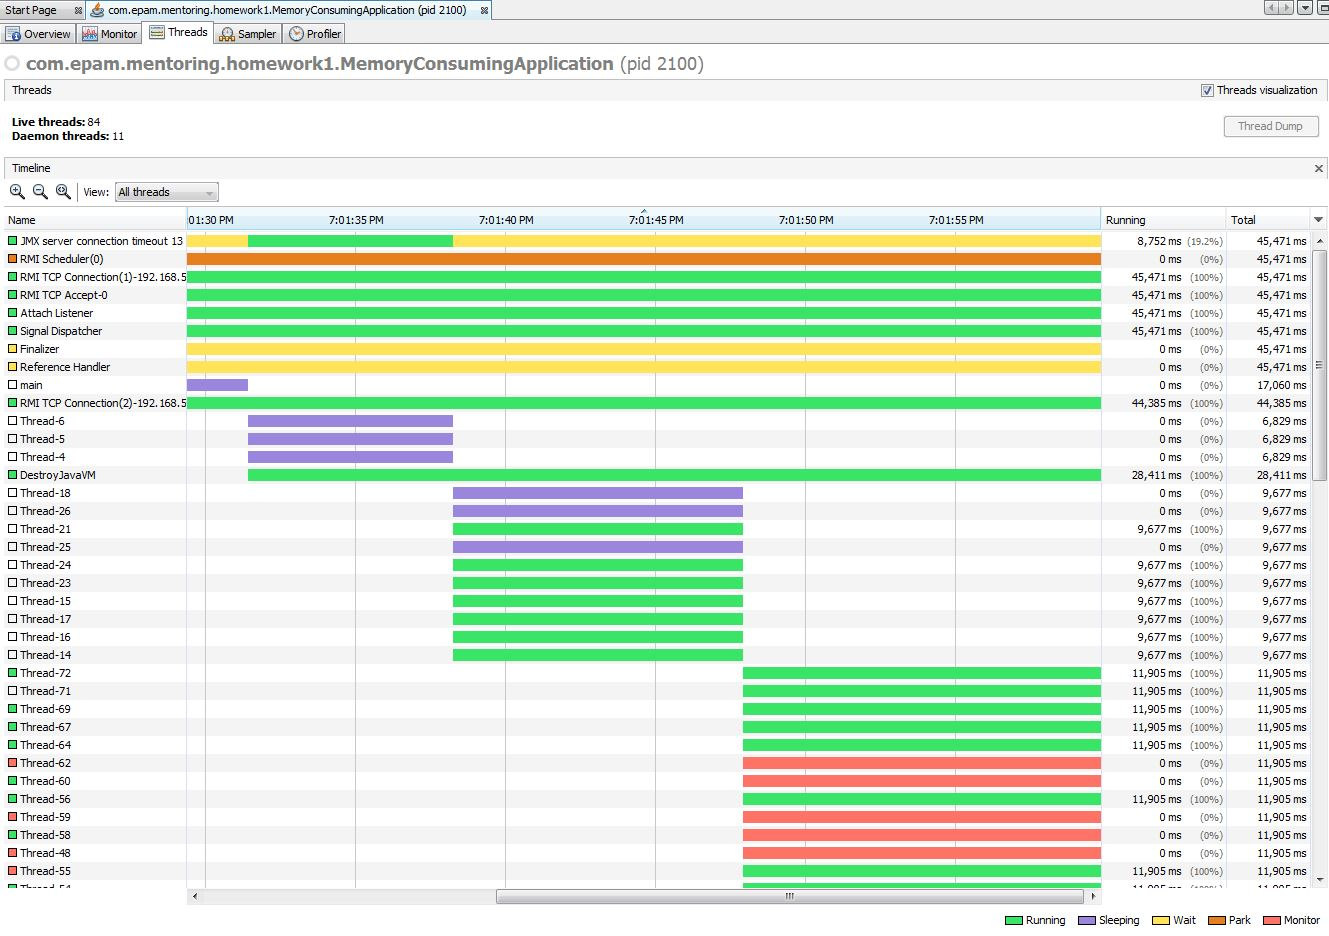 Start Page com.epam.mentoring.homework1.MemoryConsumingApplication (pid 2100)
Overview Monitor Threads Sampler Profiler
com.epam.mentoring.homework1.MemoryConsumingApplication (pid 2100)
Threads Threads visualization
Live threads: 84
Daemon threads: 11
Thread Dump
Timeline
View: All threads
Name 01:30 PM 7:01:35 PM 7:01:40 PM 7:01:45 PM 7:01:50 PM 7:01:55 PM Running Total
JMX server connection timeout 13 8,752 ms (19.2%) 45,471 ms
RMI Scheduler(0) 0 ms (0%) 45,471 ms
RMI TCP Connection(1)-192.168.5 45,471 ms (100%) 45,471 ms
RMI TCP Accept-0 45,471 ms (100%) 45,471 ms
Attach Listener 45,471 ms (100%) 45,471 ms
Signal Dispatcher 45,471 ms (100%) 45,471 ms
Finalizer 0 ms (0%) 45,471 ms
Reference Handler 0 ms (0%) 45,471 ms
main 0 ms (0%) 17,060 ms
RMI TCP Connection(2)-192.168.5 44,385 ms (100%) 44,385 ms
Thread-6 0 ms (0%) 6,829 ms
Thread-5 0 ms (0%) 6,829 ms
Thread-4 0 ms (0%) 6,829 ms
DestroyJavaVM 28,411 ms (100%) 28,411 ms
Thread-18 0 ms (0%) 9,677 ms
Thread-26 0 ms (0%) 9,677 ms
Thread-21 9,677 ms (100%) 9,677 ms
Thread-25 0 ms (0%) 9,677 ms
Thread-24 9,677 ms (100%) 9,677 ms
Thread-23 9,677 ms (100%) 9,677 ms
Thread-15 9,677 ms (100%) 9,677 ms
Thread-17 9,677 ms (100%) 9,677 ms
Thread-16 9,677 ms (100%) 9,677 ms
Thread-14 9,677 ms (100%) 9,677 ms
Thread-72 11,905 ms (100%) 11,905 ms
Thread-71 11,905 ms (100%) 11,905 ms
Thread-69 11,905 ms (100%) 11,905 ms
Thread-67 11,905 ms (100%) 11,905 ms
Thread-64 11,905 ms (100%) 11,905 ms
Thread-62 0 ms (0%) 11,905 ms
Thread-60 0 ms (0%) 11,905 ms
Thread-56 11,905 ms (100%) 11,905 ms
Thread-59 0 ms (0%) 11,905 ms
Thread-58 0 ms (0%) 11,905 ms
Thread-48 0 ms (0%) 11,905 ms
Thread-55 11,905 ms (100%) 11,905 ms
Running Sleeping Wait Park Monitor